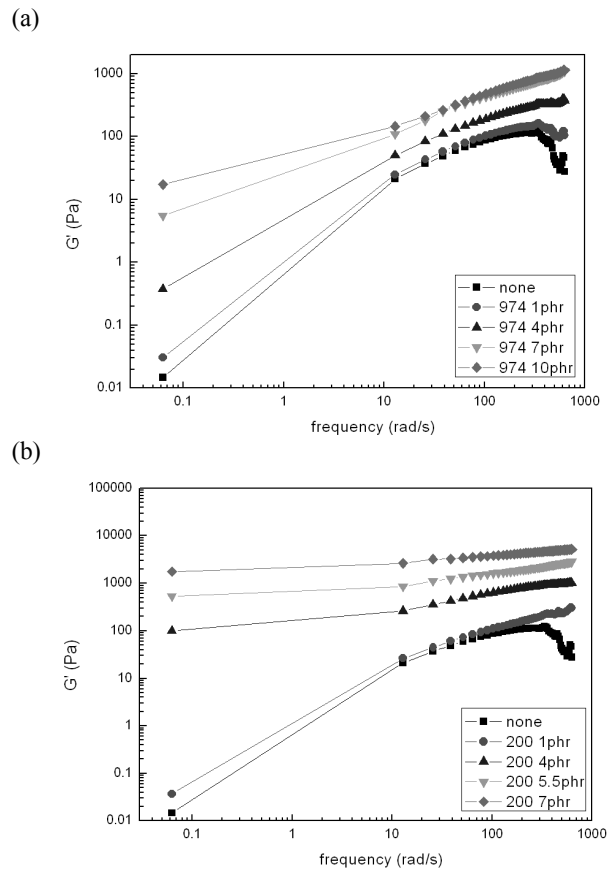 (a)
1000
100
10
1
0.1
0.01
G' (Pa)
0.1
1
10
100
1000
frequency (rad/s)
none
974 1phr
974 4phr
974 7phr
974 10phr
(b)
100000
10000
1000
100
10
1
0.1
0.01
G' (Pa)
0.1
1
10
100
1000
frequency (rad/s)
none
200 1phr
200 4phr
200 5.5phr
200 7phr